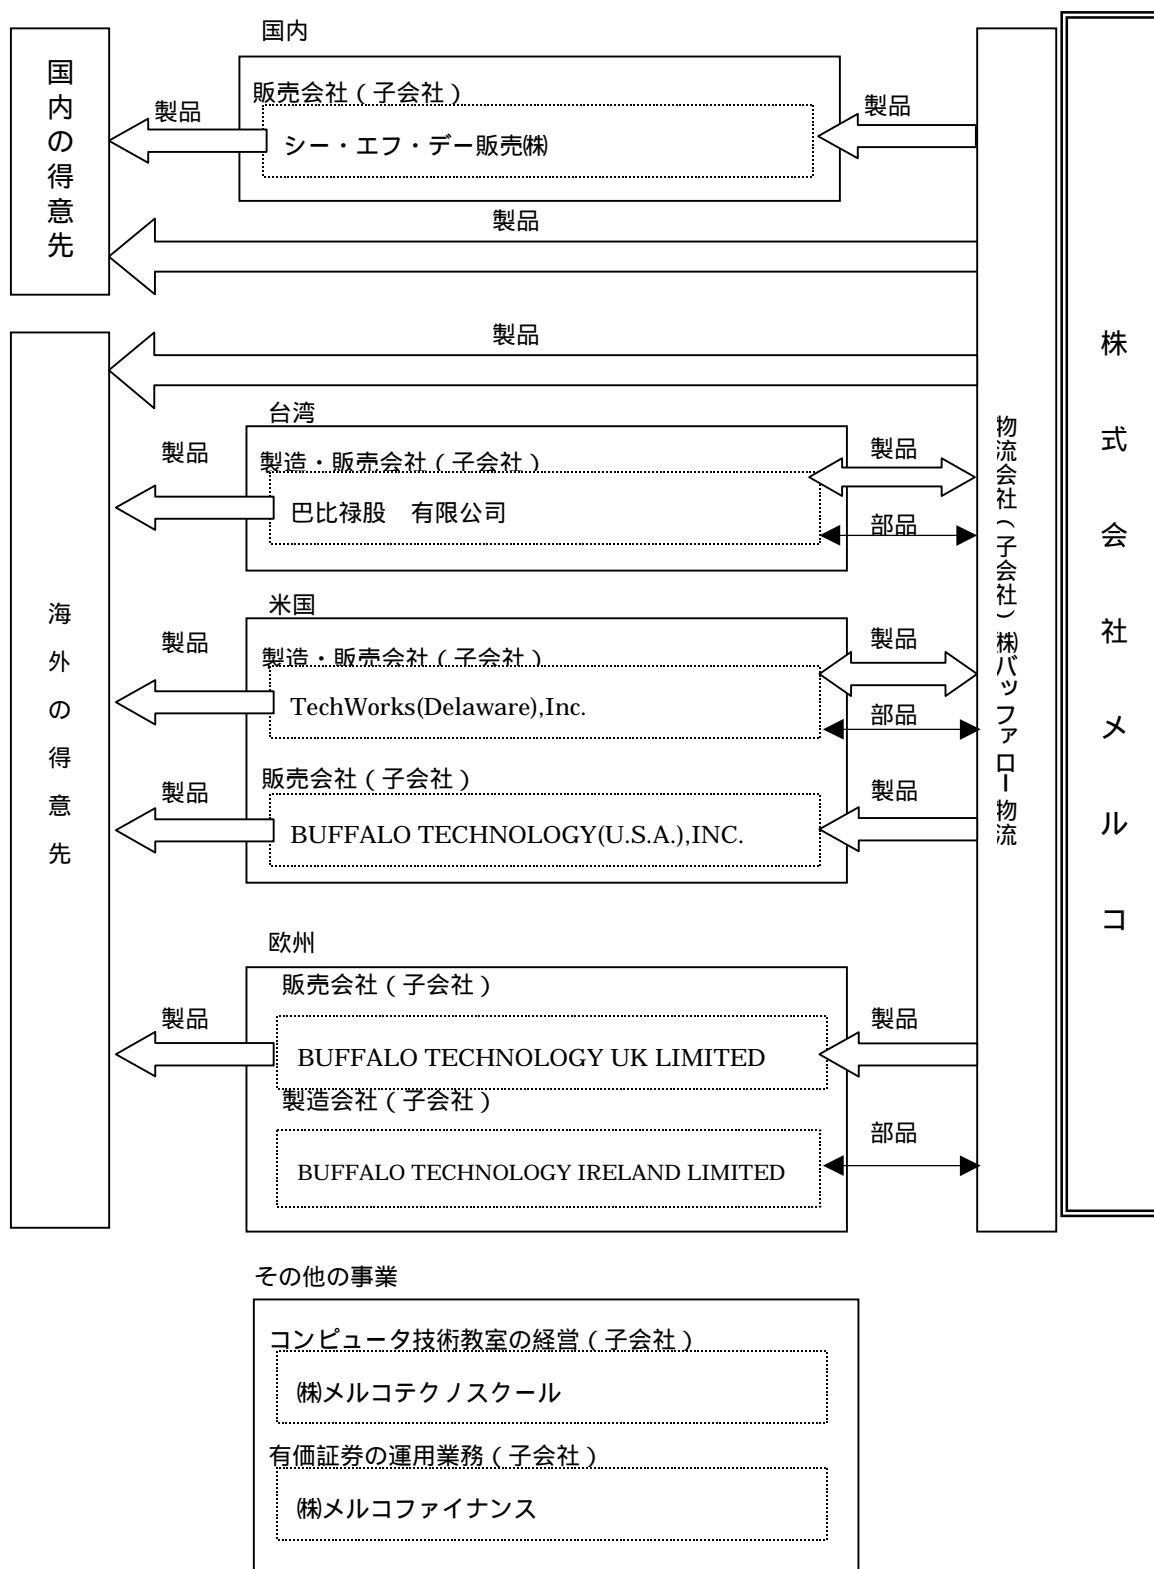 国内
国内の得意先
販売会社（子会社）
製品
製品
シー・エフ・デー販売㈱
製品
製品
株式会社メルコ
物流会社（子会社）㈱バッファロー物流
台湾
製品
製造・販売会社（子会社）
製品
巴比禄股　有限公司
部品
海外の得意先
米国
製品
製造・販売会社（子会社）
製品
TechWorks(Delaware),Inc.
部品
販売会社（子会社）
製品
製品
BUFFALO TECHNOLOGY(U.S.A.),INC.
欧州
販売会社（子会社）
製品
製品
BUFFALO TECHNOLOGY UK LIMITED
製造会社（子会社）
部品
BUFFALO TECHNOLOGY IRELAND LIMITED
その他の事業
コンピュータ技術教室の経営（子会社）
㈱メルコテクノスクール
有価証券の運用業務（子会社）
㈱メルコファイナンス